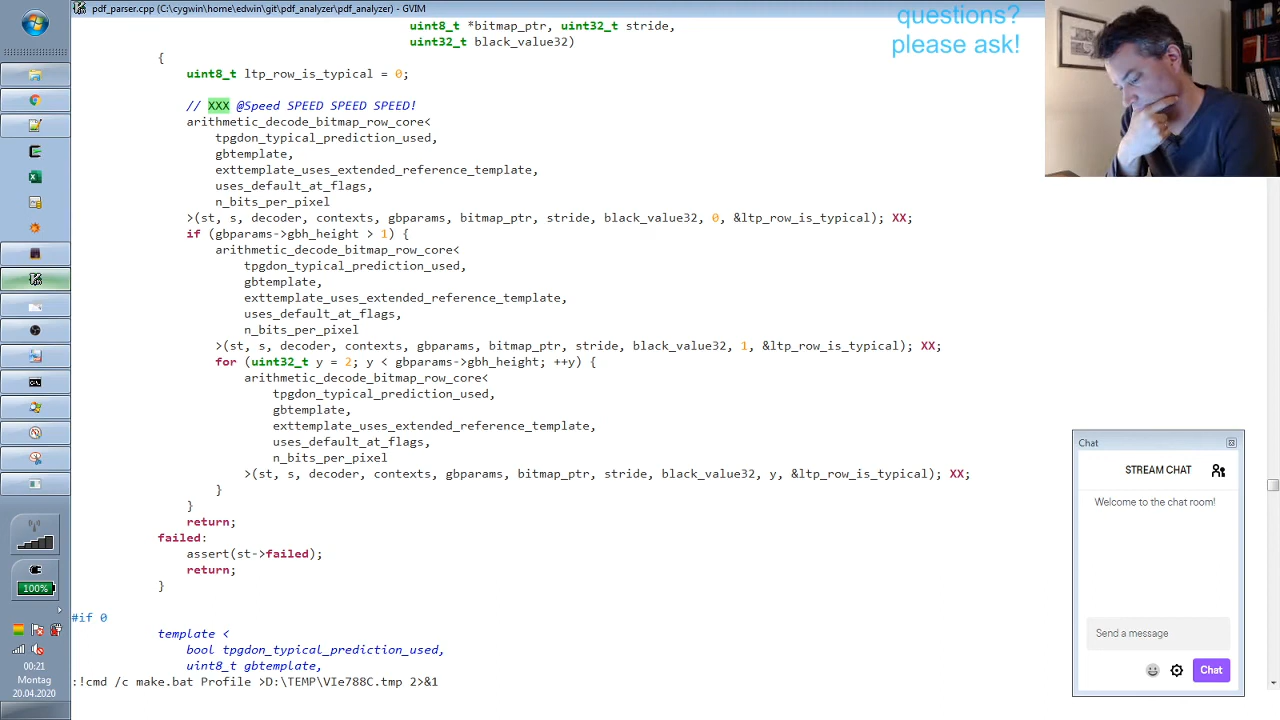 pdf_parser.cpp (C:\cygwin\home\edwin\git\pdf_analyzer\pdf_analyzer) - GVIM
uint8_t *bitmap_ptr, uint32_t stride,
uint32_t black_value32)
{
uint8_t ltp_row_is_typical = 0;
// XXX @Speed SPEED SPEED SPEED!
arithmetic_decode_bitmap_row_core<
tpgdon_typical_prediction_used,
gbtemplate,
exttemplate_uses_extended_reference_template,
uses_default_at_flags,
n_bits_per_pixel
>(st, s, decoder, contexts, gbparams, bitmap_ptr, stride, black_value32, 0, &ltp_row_is_typical); XX;
if (gbparams->gbh_height > 1) {
arithmetic_decode_bitmap_row_core<
tpgdon_typical_prediction_used,
gbtemplate,
exttemplate_uses_extended_reference_template,
uses_default_at_flags,
n_bits_per_pixel
>(st, s, decoder, contexts, gbparams, bitmap_ptr, stride, black_value32, 1, &ltp_row_is_typical); XX;
for (uint32_t y = 2; y < gbparams->gbh_height; ++y) {
arithmetic_decode_bitmap_row_core<
tpgdon_typical_prediction_used,
gbtemplate,
exttemplate_uses_extended_reference_template,
uses_default_at_flags,
n_bits_per_pixel
>(st, s, decoder, contexts, gbparams, bitmap_ptr, stride, black_value32, y, &ltp_row_is_typical); XX;
}
}
return;
failed:
assert(st->failed);
return;
}
#if 0
template <
bool tpgdon_typical_prediction_used,
uint8_t gbtemplate,
:!cmd /c make.bat Profile >D:\TEMP\VIe788C.tmp 2>&1
questions?
please ask!
Chat
STREAM CHAT
Welcome to the chat room!
Send a message
Chat
100%
00:21
Montag
20.04.2020